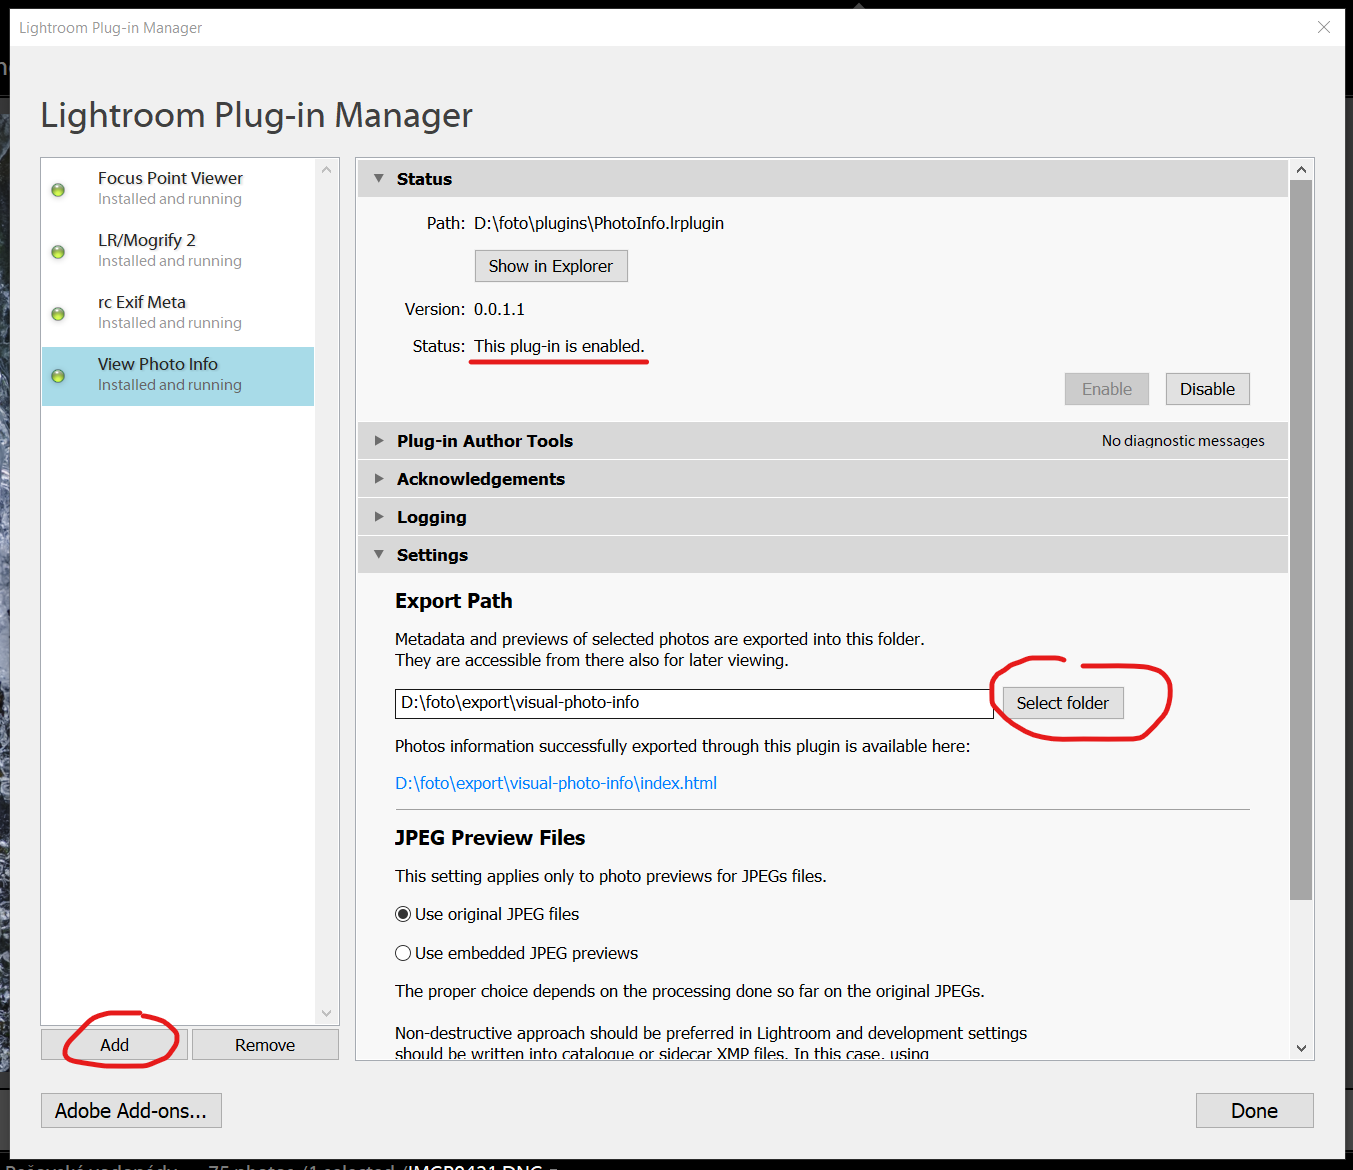 Lightroom Plug-in Manager
Lightroom Plug-in Manager
Focus Point Viewer
Installed and running
LR/Mogrify 2
Installed and running
rc Exif Meta
Installed and running
View Photo Info
Installed and running
Add
Remove
Status
Path: D:\foto\plugins\PhotoInfo.lrplugin
Show in Explorer
Version: 0.0.1.1
Status: This plug-in is enabled.
Enable Disable
Plug-in Author Tools No diagnostic messages
Acknowledgements
Logging
Settings
Export Path
Metadata and previews of selected photos are exported into this folder.
They are accessible from there also for later viewing.
D:\foto\export\visual-photo-info Select folder
Photos information successfully exported through this plugin is available here:
D:\foto\export\visual-photo-info\index.html
JPEG Preview Files
This setting applies only to photo previews for JPEGs files.
Use original JPEG files
Use embedded JPEG previews
The proper choice depends on the processing done so far on the original JPEGs.
Non-destructive approach should be preferred in Lightroom and development settings
should be written into catalogue or sidecar XMP files. In this case, using
Adobe Add-ons...
Done
75 photos /1 selected /IMGP0421.DNG